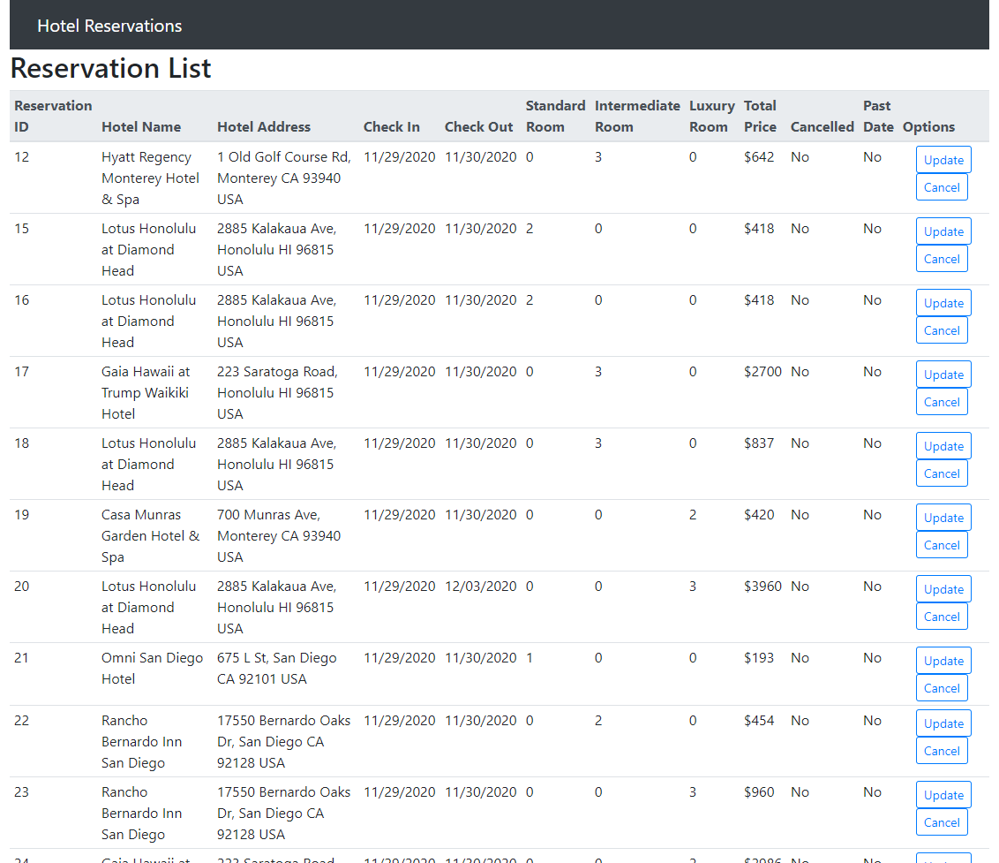 Hotel Reservations
Reservation List
Reservation ID Hotel Name Hotel Address Check In Check Out Standard Room Intermediate Room Luxury Room Total Price Cancelled Past Date Options
12 Hyatt Regency 1 Old Golf Course Rd, 11/29/2020 11/30/2020 0 3 0 $642 No No Update
Monterey Hotel Monterey CA 93940
& Spa USA Cancel
15 Lotus Honolulu 2885 Kalakaua Ave, 11/29/2020 11/30/2020 2 0 0 $418 No No Update
at Diamond Honolulu HI 96815
Head USA Cancel
16 Lotus Honolulu 2885 Kalakaua Ave, 11/29/2020 11/30/2020 2 0 0 $418 No No Update
at Diamond Honolulu HI 96815
Head USA Cancel
17 Gaia Hawaii at 223 Saratoga Road, 11/29/2020 11/30/2020 0 3 0 $2700 No No Update
Trump Waikiki Honolulu HI 96815
Hotel USA Cancel
18 Lotus Honolulu 2885 Kalakaua Ave, 11/29/2020 11/30/2020 0 3 0 $837 No No Update
at Diamond Honolulu HI 96815
Head USA Cancel
19 Casa Munras 700 Munras Ave, 11/29/2020 11/30/2020 0 0 2 $420 No No Update
Garden Hotel & Monterey CA 93940
Spa USA Cancel
20 Lotus Honolulu 2885 Kalakaua Ave, 11/29/2020 12/03/2020 0 0 3 $3960 No No Update
at Diamond Honolulu HI 96815
Head USA Cancel
21 Omni San Diego 675 L St, San Diego 11/29/2020 11/30/2020 1 0 0 $193 No No Update
Hotel CA 92101 USA Cancel
22 Rancho 17550 Bernardo Oaks 11/29/2020 11/30/2020 0 2 0 $454 No No Update
Bernardo Inn Dr, San Diego CA
San Diego 92128 USA Cancel
23 Rancho 17550 Bernardo Oaks 11/29/2020 11/30/2020 0 0 3 $960 No No Update
Bernardo Inn Dr, San Diego CA
San Diego 92128 USA Cancel
24 Gaia Hawaii at 223 Saratoga Road, 11/29/2020 11/30/2020 0 0 No No